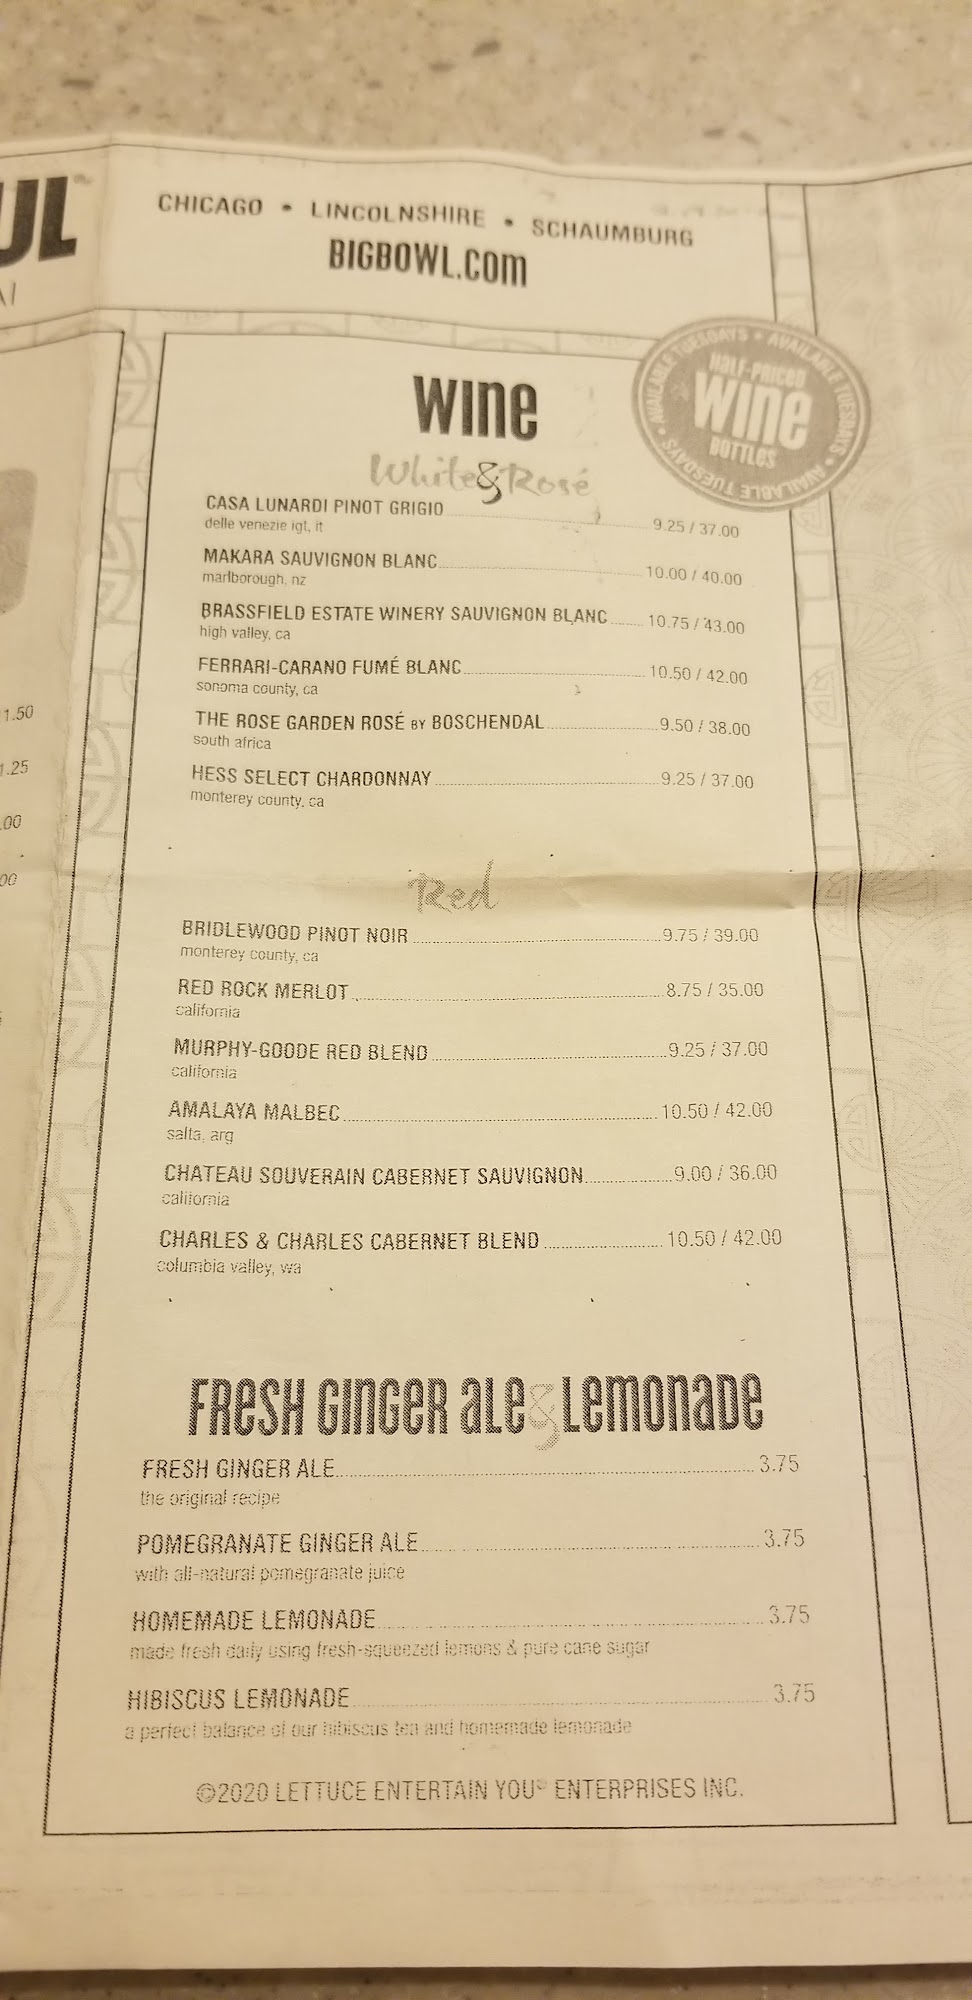 UL
CHICAGO • LINCOLNSHIRE • SCHAUMBURG
BIGBOWL.com
AVAILABLE TUESDAYS • AVAILABLE TUESDAYS • AVAILABLE TUESDAYS •
HALF-PRICED
Wine
BOTTLES
Wine
White & Rosé
CASA LUNARDI PINOT GRIGIO 9.25 / 37.00
delle venezie igt, it
MAKARA SAUVIGNON BLANC 10.00 / 40.00
marlborough, nz
BRASSFIELD ESTATE WINERY SAUVIGNON BLANC 10.75 / 43.00
high valley, ca
FERRARI-CARANO FUMÉ BLANC 10.50 / 42.00
sonoma county, ca
THE ROSE GARDEN ROSÉ BY BOSCHENDAL 9.50 / 38.00
south africa
HESS SELECT CHARDONNAY 9.25 / 37.00
monterey county, ca
Red
BRIDLEWOOD PINOT NOIR 9.75 / 39.00
monterey county, ca
RED ROCK MERLOT 8.75 / 35.00
california
MURPHY-GOODE RED BLEND 9.25 / 37.00
california
AMALAYA MALBEC 10.50 / 42.00
salta, arg
CHATEAU SOUVERAIN CABERNET SAUVIGNON 9.00 / 36.00
california
CHARLES & CHARLES CABERNET BLEND 10.50 / 42.00
columbia valley, wa
FRESH GINGER ALE & LEMONADE
FRESH GINGER ALE 3.75
the original recipe
POMEGRANATE GINGER ALE 3.75
with all-natural pomegranate juice
HOMEMADE LEMONADE 3.75
made fresh daily using fresh-squeezed lemons & pure cane sugar
HIBISCUS LEMONADE 3.75
a perfect balance of our hibiscus tea and homemade lemonade
©2020 LETTUCE ENTERTAIN YOU® ENTERPRISES INC.